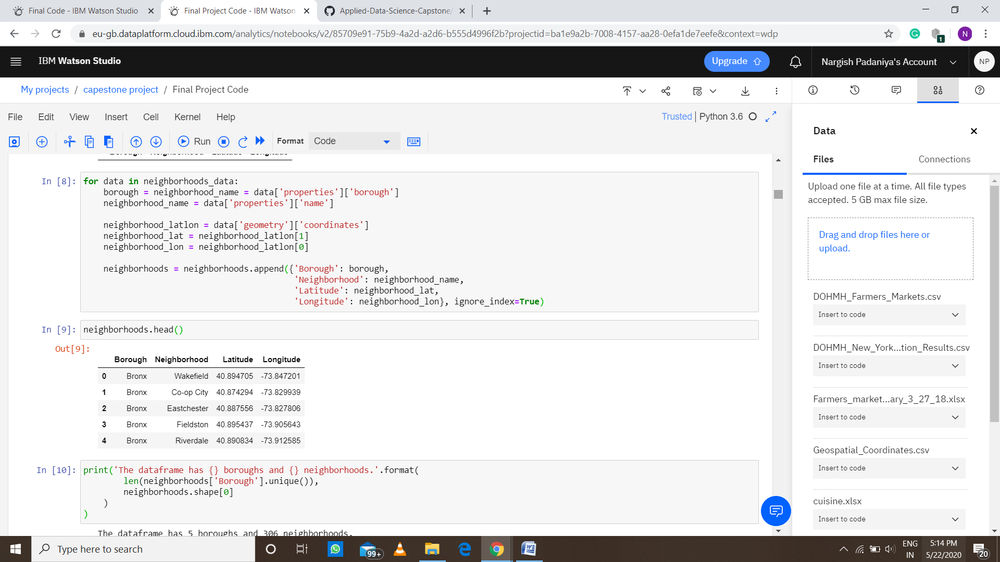 Final Code - IBM Watson Studio
Final Project Code - IBM Watson
Applied-Data-Science-Capstone/
eu-gb.dataplatform.cloud.ibm.com/analytics/notebooks/v2/85709e91-75b9-4a2d-a2d6-b555d4996f2b?projectid=ba1e9a2b-7008-4157-aa28-0efa1de7eefe&context=wdp
1
N
IBM Watson Studio
Upgrade
Nargish Padaniya's Account
NP
My projects / capestone project / Final Project Code
File Edit View Insert Cell Kernel Help
Trusted Python 3.6
Run
Format
Code
Borough Neighborhood Latitude Longitude
In [8]:
for data in neighborhoods_data:
    borough = neighborhood_name = data['properties']['borough']
    neighborhood_name = data['properties']['name']
    neighborhood_latlon = data['geometry']['coordinates']
    neighborhood_lat = neighborhood_latlon[1]
    neighborhood_lon = neighborhood_latlon[0]
    neighborhoods = neighborhoods.append({'Borough': borough,
                                          'Neighborhood': neighborhood_name,
                                          'Latitude': neighborhood_lat,
                                          'Longitude': neighborhood_lon}, ignore_index=True)
In [9]:
neighborhoods.head()
Out[9]:
Borough Neighborhood Latitude Longitude
0 Bronx Wakefield 40.894705 -73.847201
1 Bronx Co-op City 40.874294 -73.829939
2 Bronx Eastchester 40.887556 -73.827806
3 Bronx Fieldston 40.895437 -73.905643
4 Bronx Riverdale 40.890834 -73.912585
In [10]:
print('The dataframe has {} boroughs and {} neighborhoods.'.format(
        len(neighborhoods['Borough'].unique()),
        neighborhoods.shape[0]
    )
)
The dataframe has 5 boroughs and 306 neighborhoods.
Data
Files
Connections
Upload one file at a time. All file types
accepted. 5 GB max file size.
Drag and drop files here or
upload.
DOHMH_Farmers_Markets.csv
Insert to code
DOHMH_New_York...tion_Results.csv
Insert to code
Farmers_market...ary_3_27_18.xlsx
Insert to code
Geospatial_Coordinates.csv
Insert to code
cuisine.xlsx
Insert to code
Type here to search
99+
ENG
IN
5:14 PM
5/22/2020
20